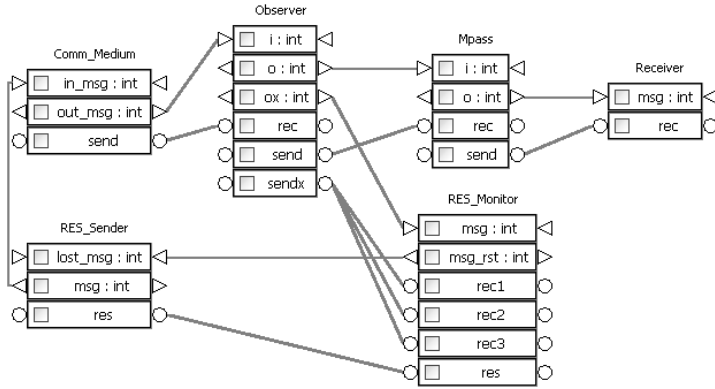 Observer
i : int
o : int
ox : int
rec
send
sendx
Comm_Medium
in_msg : int
out_msg : int
send
Mpass
i : int
o : int
rec
send
Receiver
msg : int
rec
RES_Sender
lost_msg : int
msg : int
res
RES_Monitor
msg : int
msg_rst : int
rec1
rec2
rec3
res